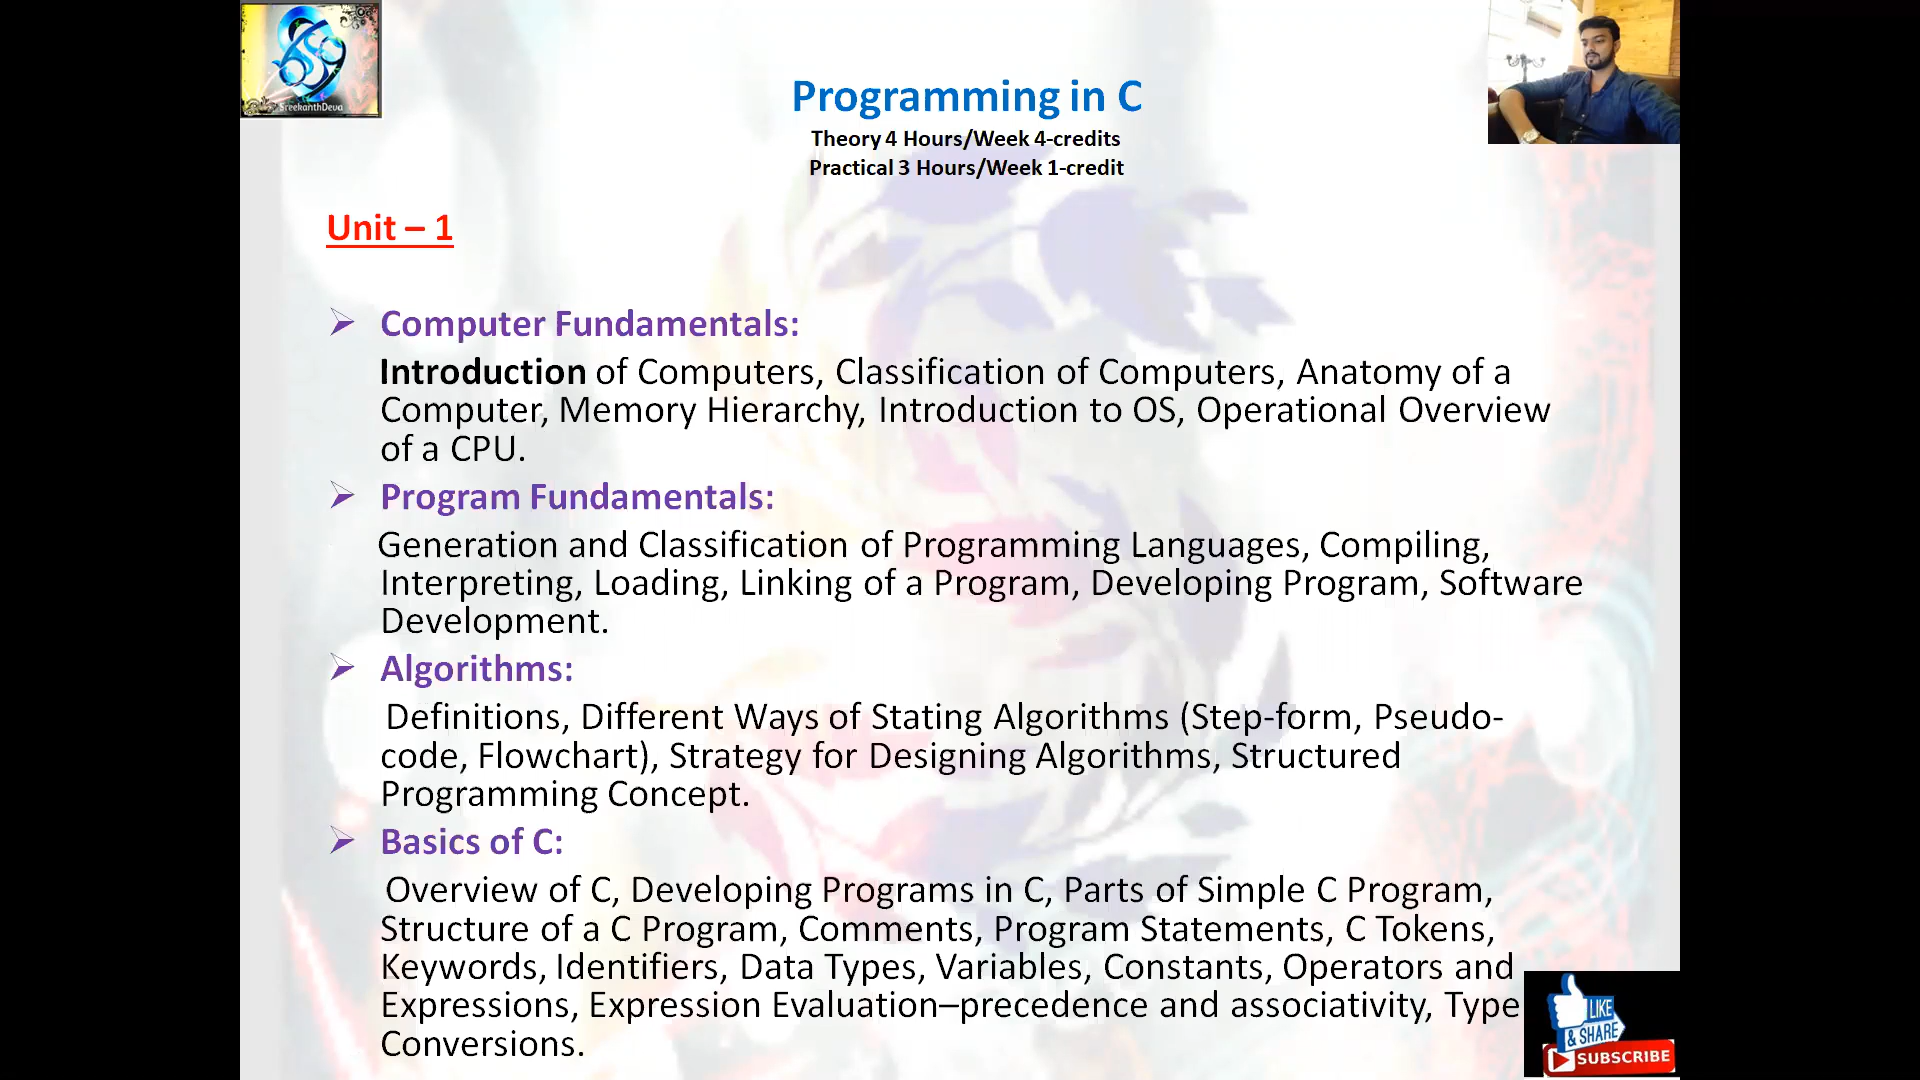 SreekanthDeva
Programming in C
Theory 4 Hours/Week 4-credits
Practical 3 Hours/Week 1-credit
Unit – 1
Computer Fundamentals:
Introduction of Computers, Classification of Computers, Anatomy of a
Computer, Memory Hierarchy, Introduction to OS, Operational Overview
of a CPU.
Program Fundamentals:
Generation and Classification of Programming Languages, Compiling,
Interpreting, Loading, Linking of a Program, Developing Program, Software
Development.
Algorithms:
Definitions, Different Ways of Stating Algorithms (Step-form, Pseudo-
code, Flowchart), Strategy for Designing Algorithms, Structured
Programming Concept.
Basics of C:
Overview of C, Developing Programs in C, Parts of Simple C Program,
Structure of a C Program, Comments, Program Statements, C Tokens,
Keywords, Identifiers, Data Types, Variables, Constants, Operators and
Expressions, Expression Evaluation–precedence and associativity, Type
Conversions.
LIKE
& SHARE
SUBSCRIBE